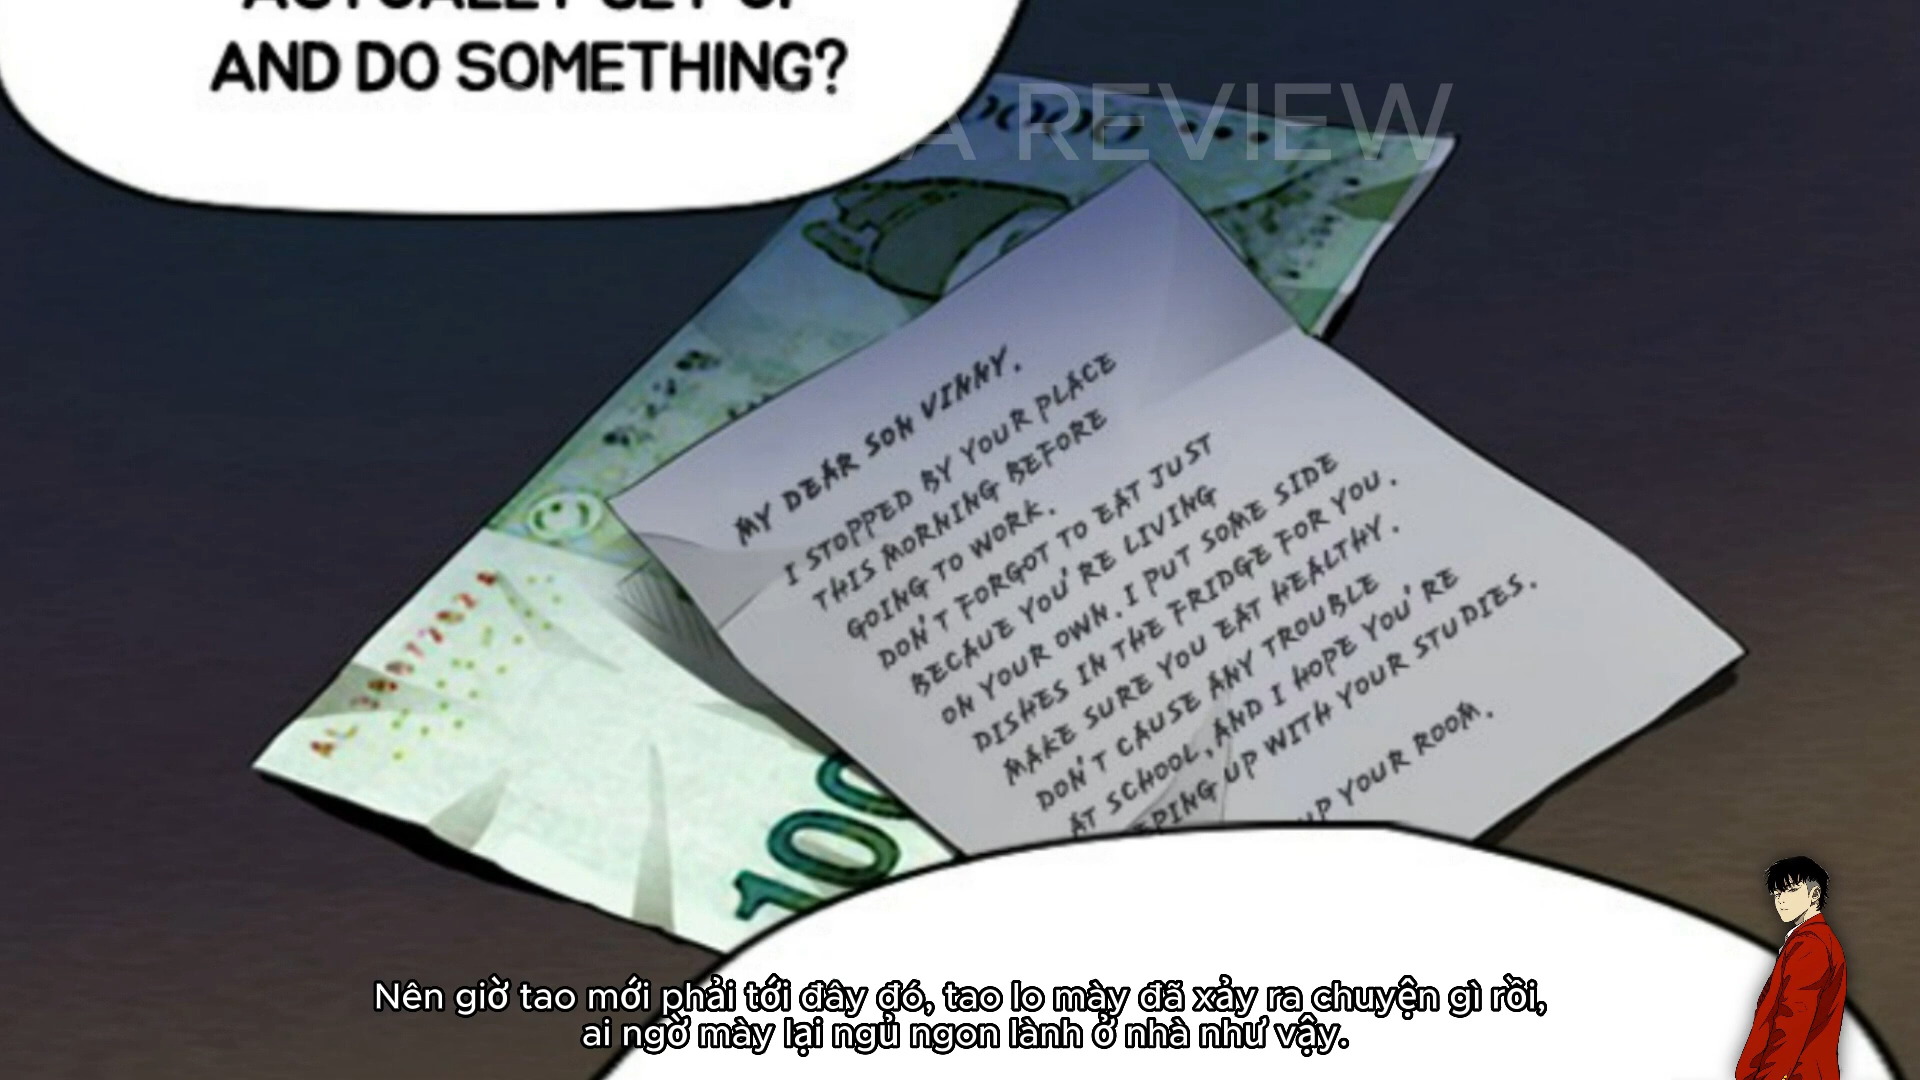 AND DO SOMETHING?
A REVIEW
MY DEAR SON VINNY.
I STOPPED BY YOUR PLACE
THIS MORNING BEFORE
GOING TO WORK.
DON'T FORGOT TO EAT JUST
BECAUE YOU'RE LIVING
ON YOUR OWN. I PUT SOME SIDE
DISHES IN THE FRIDGE FOR YOU.
MAKE SURE YOU EAT HEALTHY.
DON'T CAUSE ANY TROUBLE
AT SCHOOL, AND I HOPE YOU'RE
UP WITH YOUR STUDIES.
UP YOUR ROOM.
Nên giờ tao mới phải tới đây đó, tao lo mày đã xảy ra chuyện gì rồi,
ai ngờ mày lại ngủ ngon lành ở nhà như vậy.